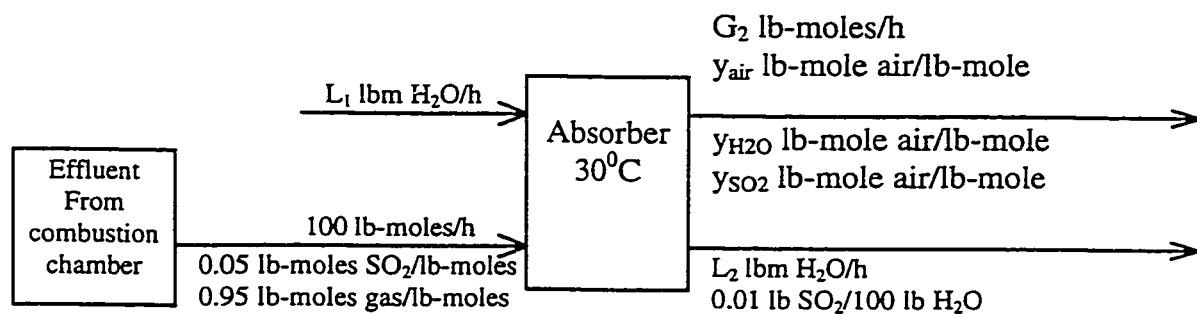 G₂ lb-moles/h
y_air lb-mole air/lb-mole
L₁ lbm H₂O/h
Absorber
30⁰C
y_H2O lb-mole air/lb-mole
y_SO2 lb-mole air/lb-mole
Effluent
From
combustion
chamber
100 lb-moles/h
0.05 lb-moles SO₂/lb-moles
0.95 lb-moles gas/lb-moles
L₂ lbm H₂O/h
0.01 lb SO₂/100 lb H₂O